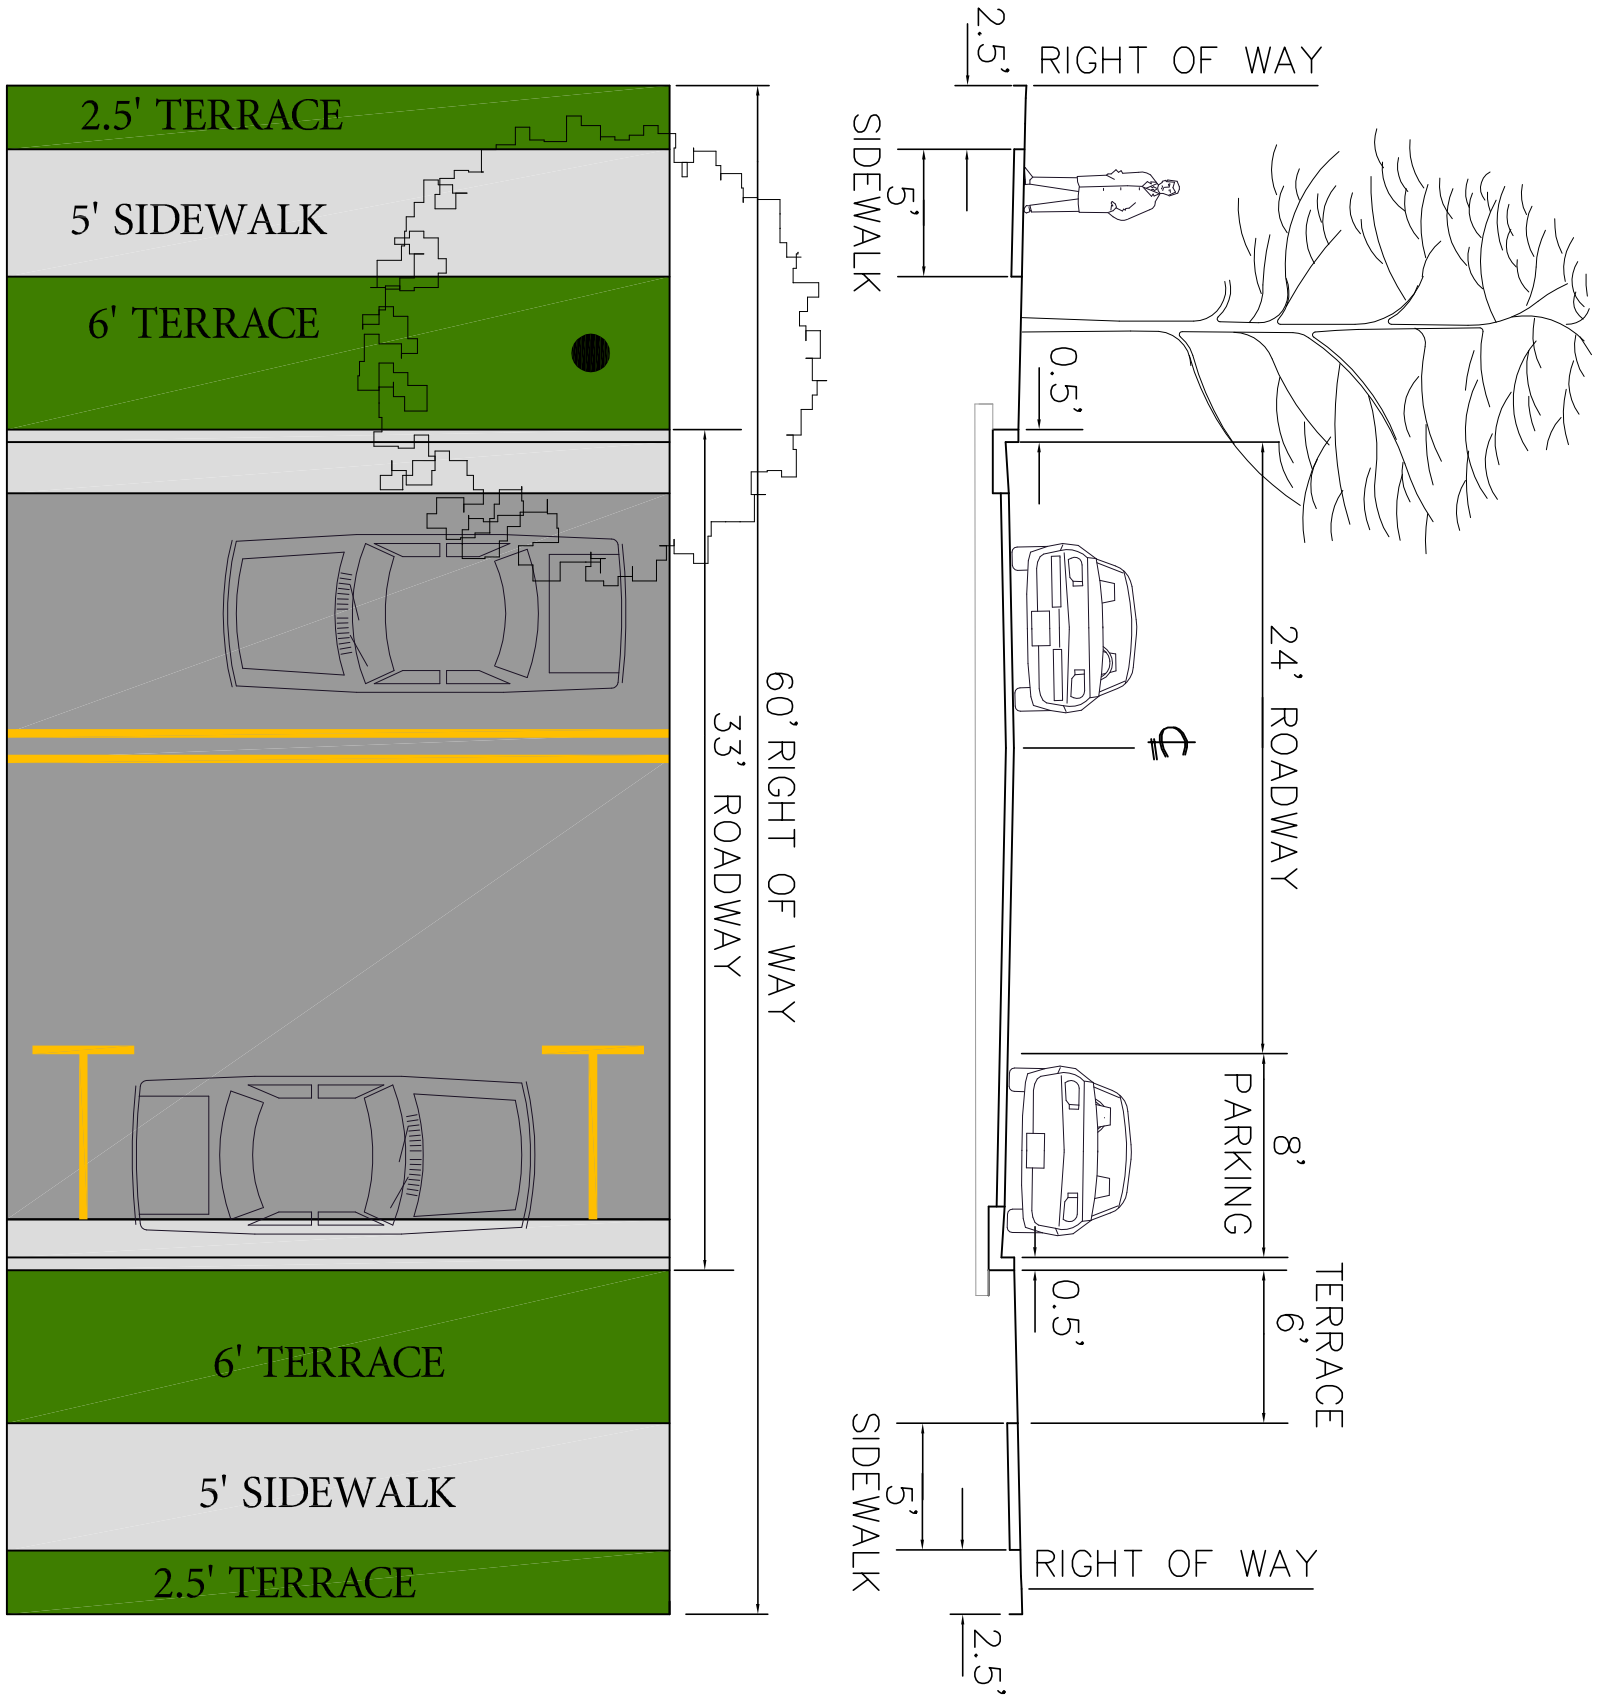 2.5' TERRACE
5' SIDEWALK
6' TERRACE
6' TERRACE
5' SIDEWALK
2.5' TERRACE
60' RIGHT OF WAY
33' ROADWAY
2.5'
RIGHT OF WAY
SIDEWALK
5'
0.5'
24' ROADWAY
℄
8'
PARKING
0.5'
TERRACE
6'
SIDEWALK
5'
RIGHT OF WAY
2.5'